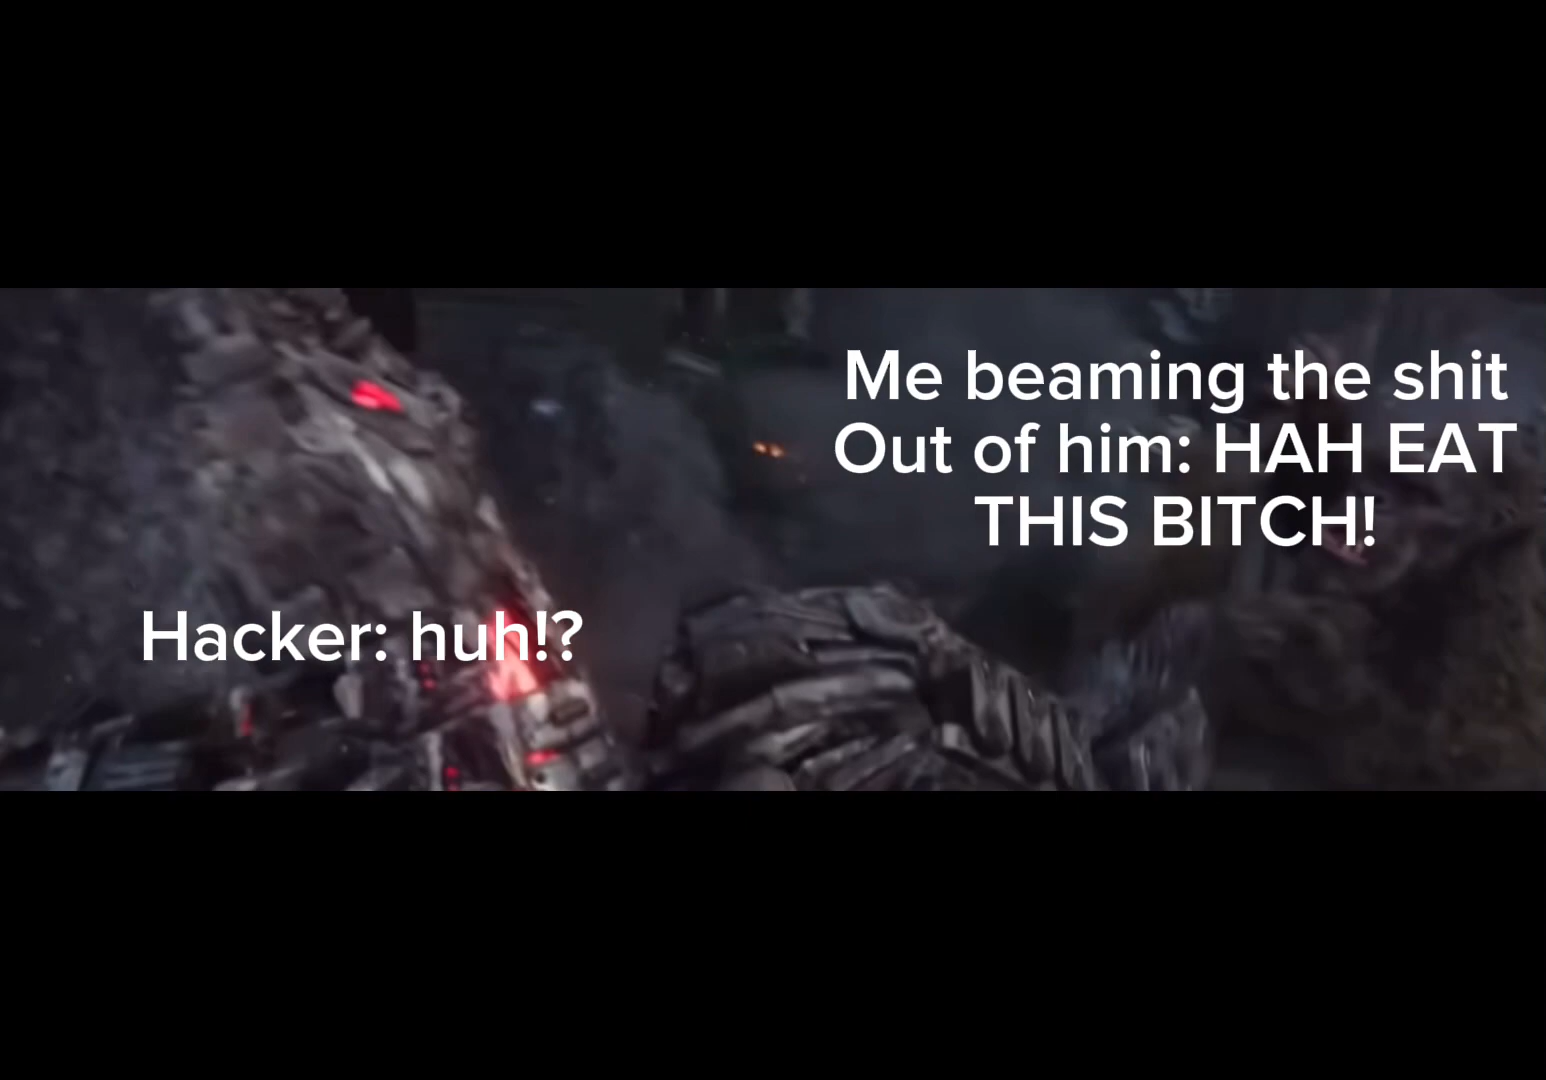 Me beaming the shit
Out of him: HAH EAT
THIS BITCH!
Hacker: huh!?